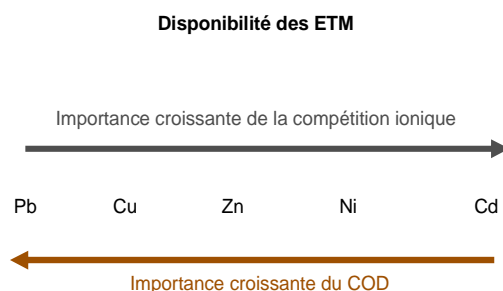 Disponibilité des ETM
Importance croissante de la compétition ionique
Pb Cu Zn Ni Cd
Importance croissante du COD